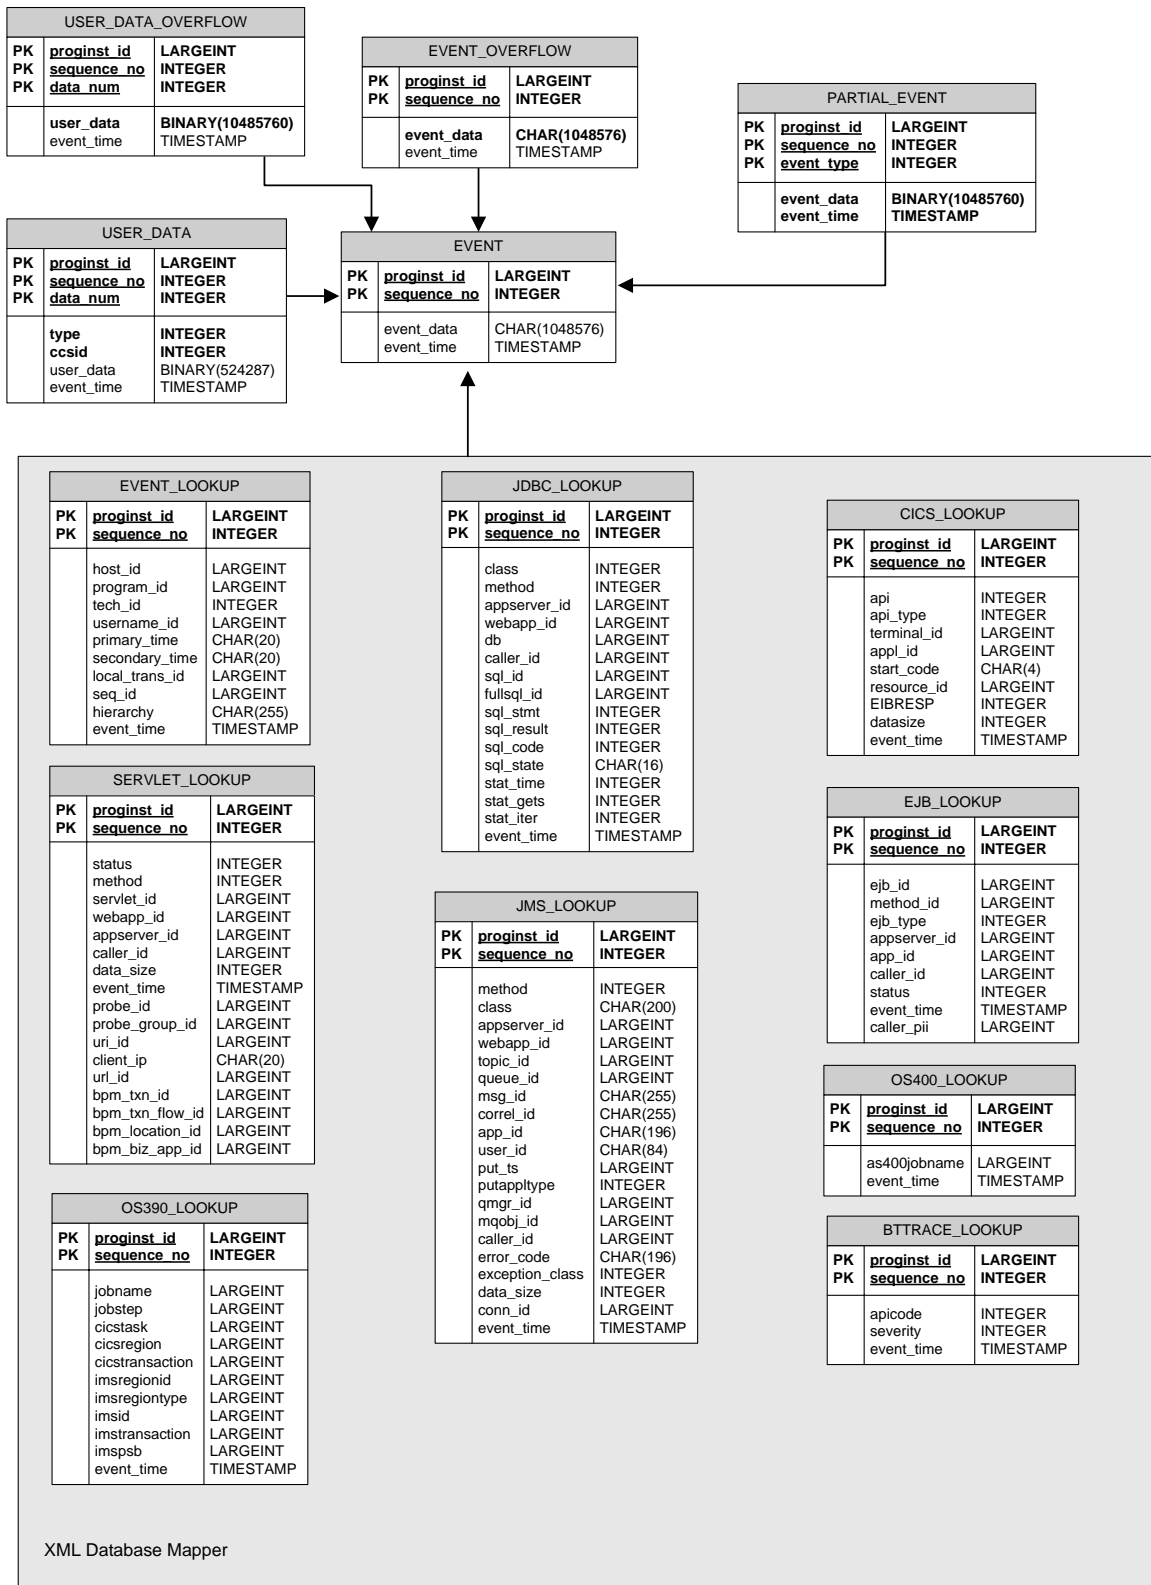 USER_DATA_OVERFLOW
PK proginst_id LARGEINT
PK sequence_no INTEGER
PK data_num INTEGER
user_data BINARY(10485760)
event_time TIMESTAMP
EVENT_OVERFLOW
PK proginst_id LARGEINT
PK sequence_no INTEGER
event_data CHAR(1048576)
event_time TIMESTAMP
PARTIAL_EVENT
PK proginst_id LARGEINT
PK sequence_no INTEGER
PK event_type INTEGER
event_data BINARY(10485760)
event_time TIMESTAMP
USER_DATA
PK proginst_id LARGEINT
PK sequence_no INTEGER
PK data_num INTEGER
type INTEGER
ccsid INTEGER
user_data BINARY(524287)
event_time TIMESTAMP
EVENT
PK proginst_id LARGEINT
PK sequence_no INTEGER
event_data CHAR(1048576)
event_time TIMESTAMP
EVENT_LOOKUP
PK proginst_id LARGEINT
PK sequence_no INTEGER
host_id LARGEINT
program_id LARGEINT
tech_id INTEGER
username_id LARGEINT
primary_time CHAR(20)
secondary_time CHAR(20)
local_trans_id LARGEINT
seq_id LARGEINT
hierarchy CHAR(255)
event_time TIMESTAMP
SERVLET_LOOKUP
PK proginst_id LARGEINT
PK sequence_no INTEGER
status INTEGER
method INTEGER
servlet_id LARGEINT
webapp_id LARGEINT
appserver_id LARGEINT
caller_id LARGEINT
data_size INTEGER
event_time TIMESTAMP
probe_id LARGEINT
probe_group_id LARGEINT
uri_id LARGEINT
client_ip CHAR(20)
url_id LARGEINT
bpm_txn_id LARGEINT
bpm_txn_flow_id LARGEINT
bpm_location_id LARGEINT
bpm_biz_app_id LARGEINT
OS390_LOOKUP
PK proginst_id LARGEINT
PK sequence_no INTEGER
jobname LARGEINT
jobstep LARGEINT
cicstask LARGEINT
cicsregion LARGEINT
cicstransaction LARGEINT
imsregionid LARGEINT
imsregiontype LARGEINT
imsid LARGEINT
imstransaction LARGEINT
imspsb LARGEINT
event_time TIMESTAMP
JDBC_LOOKUP
PK proginst_id LARGEINT
PK sequence_no INTEGER
class INTEGER
method INTEGER
appserver_id LARGEINT
webapp_id LARGEINT
db LARGEINT
caller_id LARGEINT
sql_id LARGEINT
fullsql_id LARGEINT
sql_stmt INTEGER
sql_result INTEGER
sql_code INTEGER
sql_state CHAR(16)
stat_time INTEGER
stat_gets INTEGER
stat_iter INTEGER
event_time TIMESTAMP
JMS_LOOKUP
PK proginst_id LARGEINT
PK sequence_no INTEGER
method INTEGER
class CHAR(200)
appserver_id LARGEINT
webapp_id LARGEINT
topic_id LARGEINT
queue_id LARGEINT
msg_id CHAR(255)
correl_id CHAR(255)
app_id CHAR(196)
user_id CHAR(84)
put_ts LARGEINT
putappltype INTEGER
qmgr_id LARGEINT
mqobj_id LARGEINT
caller_id LARGEINT
error_code CHAR(196)
exception_class INTEGER
data_size INTEGER
conn_id LARGEINT
event_time TIMESTAMP
CICS_LOOKUP
PK proginst_id LARGEINT
PK sequence_no INTEGER
api INTEGER
api_type INTEGER
terminal_id LARGEINT
appl_id LARGEINT
start_code CHAR(4)
resource_id LARGEINT
EIBRESP INTEGER
datasize INTEGER
event_time TIMESTAMP
EJB_LOOKUP
PK proginst_id LARGEINT
PK sequence_no INTEGER
ejb_id LARGEINT
method_id LARGEINT
ejb_type INTEGER
appserver_id LARGEINT
app_id LARGEINT
caller_id LARGEINT
status INTEGER
event_time TIMESTAMP
caller_pii LARGEINT
OS400_LOOKUP
PK proginst_id LARGEINT
PK sequence_no INTEGER
as400jobname LARGEINT
event_time TIMESTAMP
BTTRACE_LOOKUP
PK proginst_id LARGEINT
PK sequence_no INTEGER
apicode INTEGER
severity INTEGER
event_time TIMESTAMP
XML Database Mapper